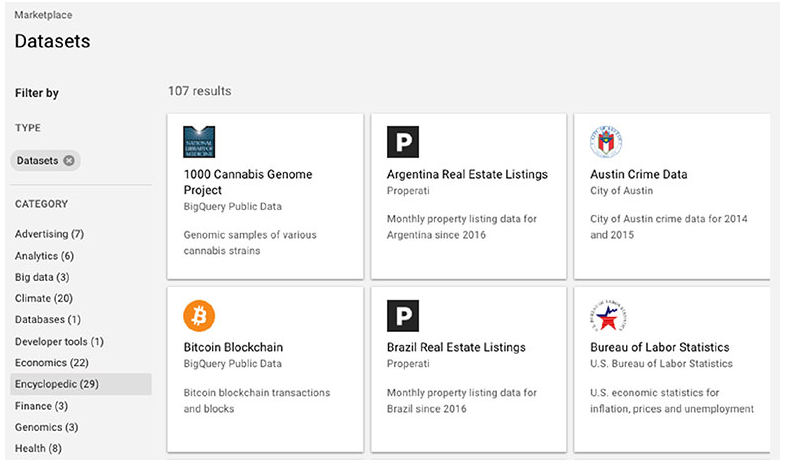 Marketplace
Datasets
Filter by
TYPE
Datasets
CATEGORY
Advertising (7)
Analytics (6)
Big data (3)
Climate (20)
Databases (1)
Developer tools (1)
Economics (22)
Encyclopedic (29)
Finance (3)
Genomics (3)
Health (8)
107 results
NATIONAL
LIBRARY OF
MEDICINE
1000 Cannabis Genome
Project
BigQuery Public Data
Genomic samples of various
cannabis strains
P
Argentina Real Estate Listings
Properati
Monthly property listing data for
Argentina since 2016
Austin Crime Data
City of Austin
City of Austin crime data for 2014
and 2015
Bitcoin Blockchain
BigQuery Public Data
Bitcoin blockchain transactions
and blocks
P
Brazil Real Estate Listings
Properati
Monthly property listing data for
Brazil since 2016
BUREAU OF LABOR STATISTICS
Bureau of Labor Statistics
U.S. Bureau of Labor Statistics
U.S. economic statistics for
inflation, prices and unemployment